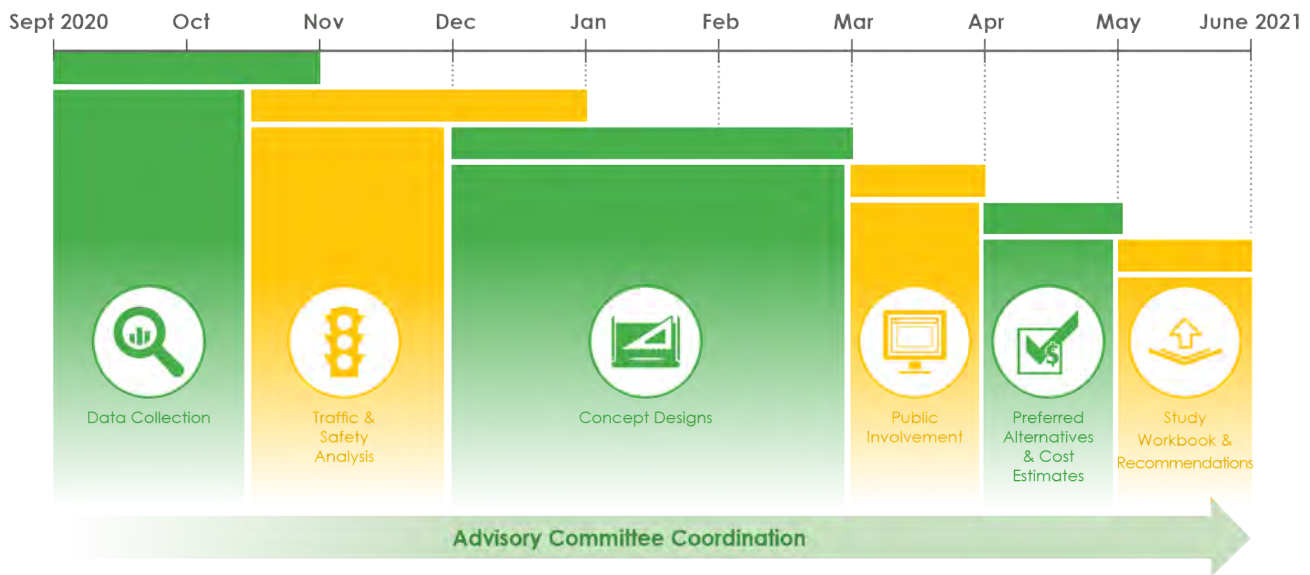 Sept 2020 Oct Nov Dec Jan Feb Mar Apr May June 2021
Data Collection
Traffic &
Safety
Analysis
Concept Designs
Public
Involvement
Preferred
Alternatives
& Cost
Estimates
$
Study
Workbook &
Recommendations
Advisory Committee Coordination